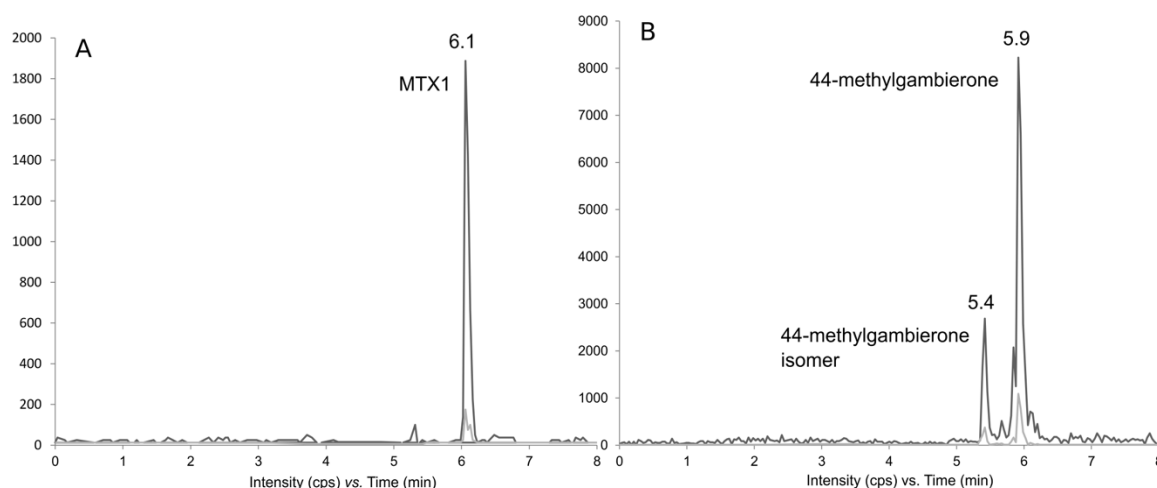 A
6.1
MTX1
2000
1800
1600
1400
1200
1000
800
600
400
200
0
0 1 2 3 4 5 6 7 8
Intensity (cps) vs. Time (min)
B
5.9
44-methylgambierone
5.4
44-methylgambierone
isomer
9000
8000
7000
6000
5000
4000
3000
2000
1000
0
0 1 2 3 4 5 6 7 8
Intensity (cps) vs. Time (min)